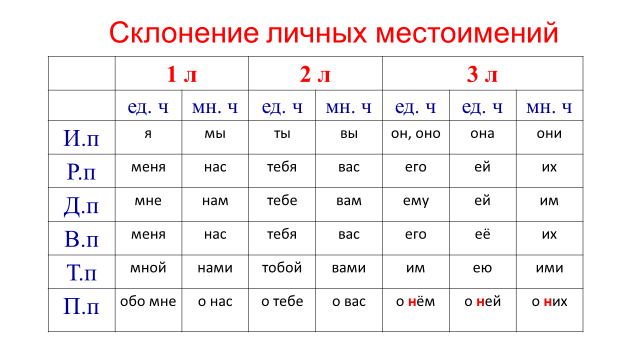 Склонение личных местоимений
1 л 2 л 3 л
ед. ч мн. ч ед. ч мн. ч ед. ч ед. ч мн. ч
И.п я мы ты вы он, оно она они
Р.п меня нас тебя вас его ей их
Д.п мне нам тебе вам ему ей им
В.п меня нас тебя вас его её их
Т.п мной нами тобой вами им ею ими
П.п обо мне о нас о тебе о вас о нём о ней о них